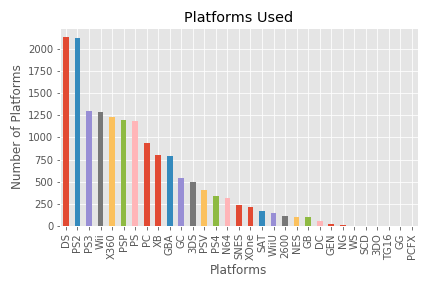 Platforms Used
Number of Platforms
2000
1750
1500
1250
1000
750
500
250
0
DS
PS2
PS3
Wii
X360
PSP
PS
PC
XB
GBA
GC
3DS
PSV
PS4
N64
SNES
XOne
SAT
WiiU
2600
NES
GB
DC
GEN
NG
WS
SCD
3DO
TG16
GG
PCFX
Platforms